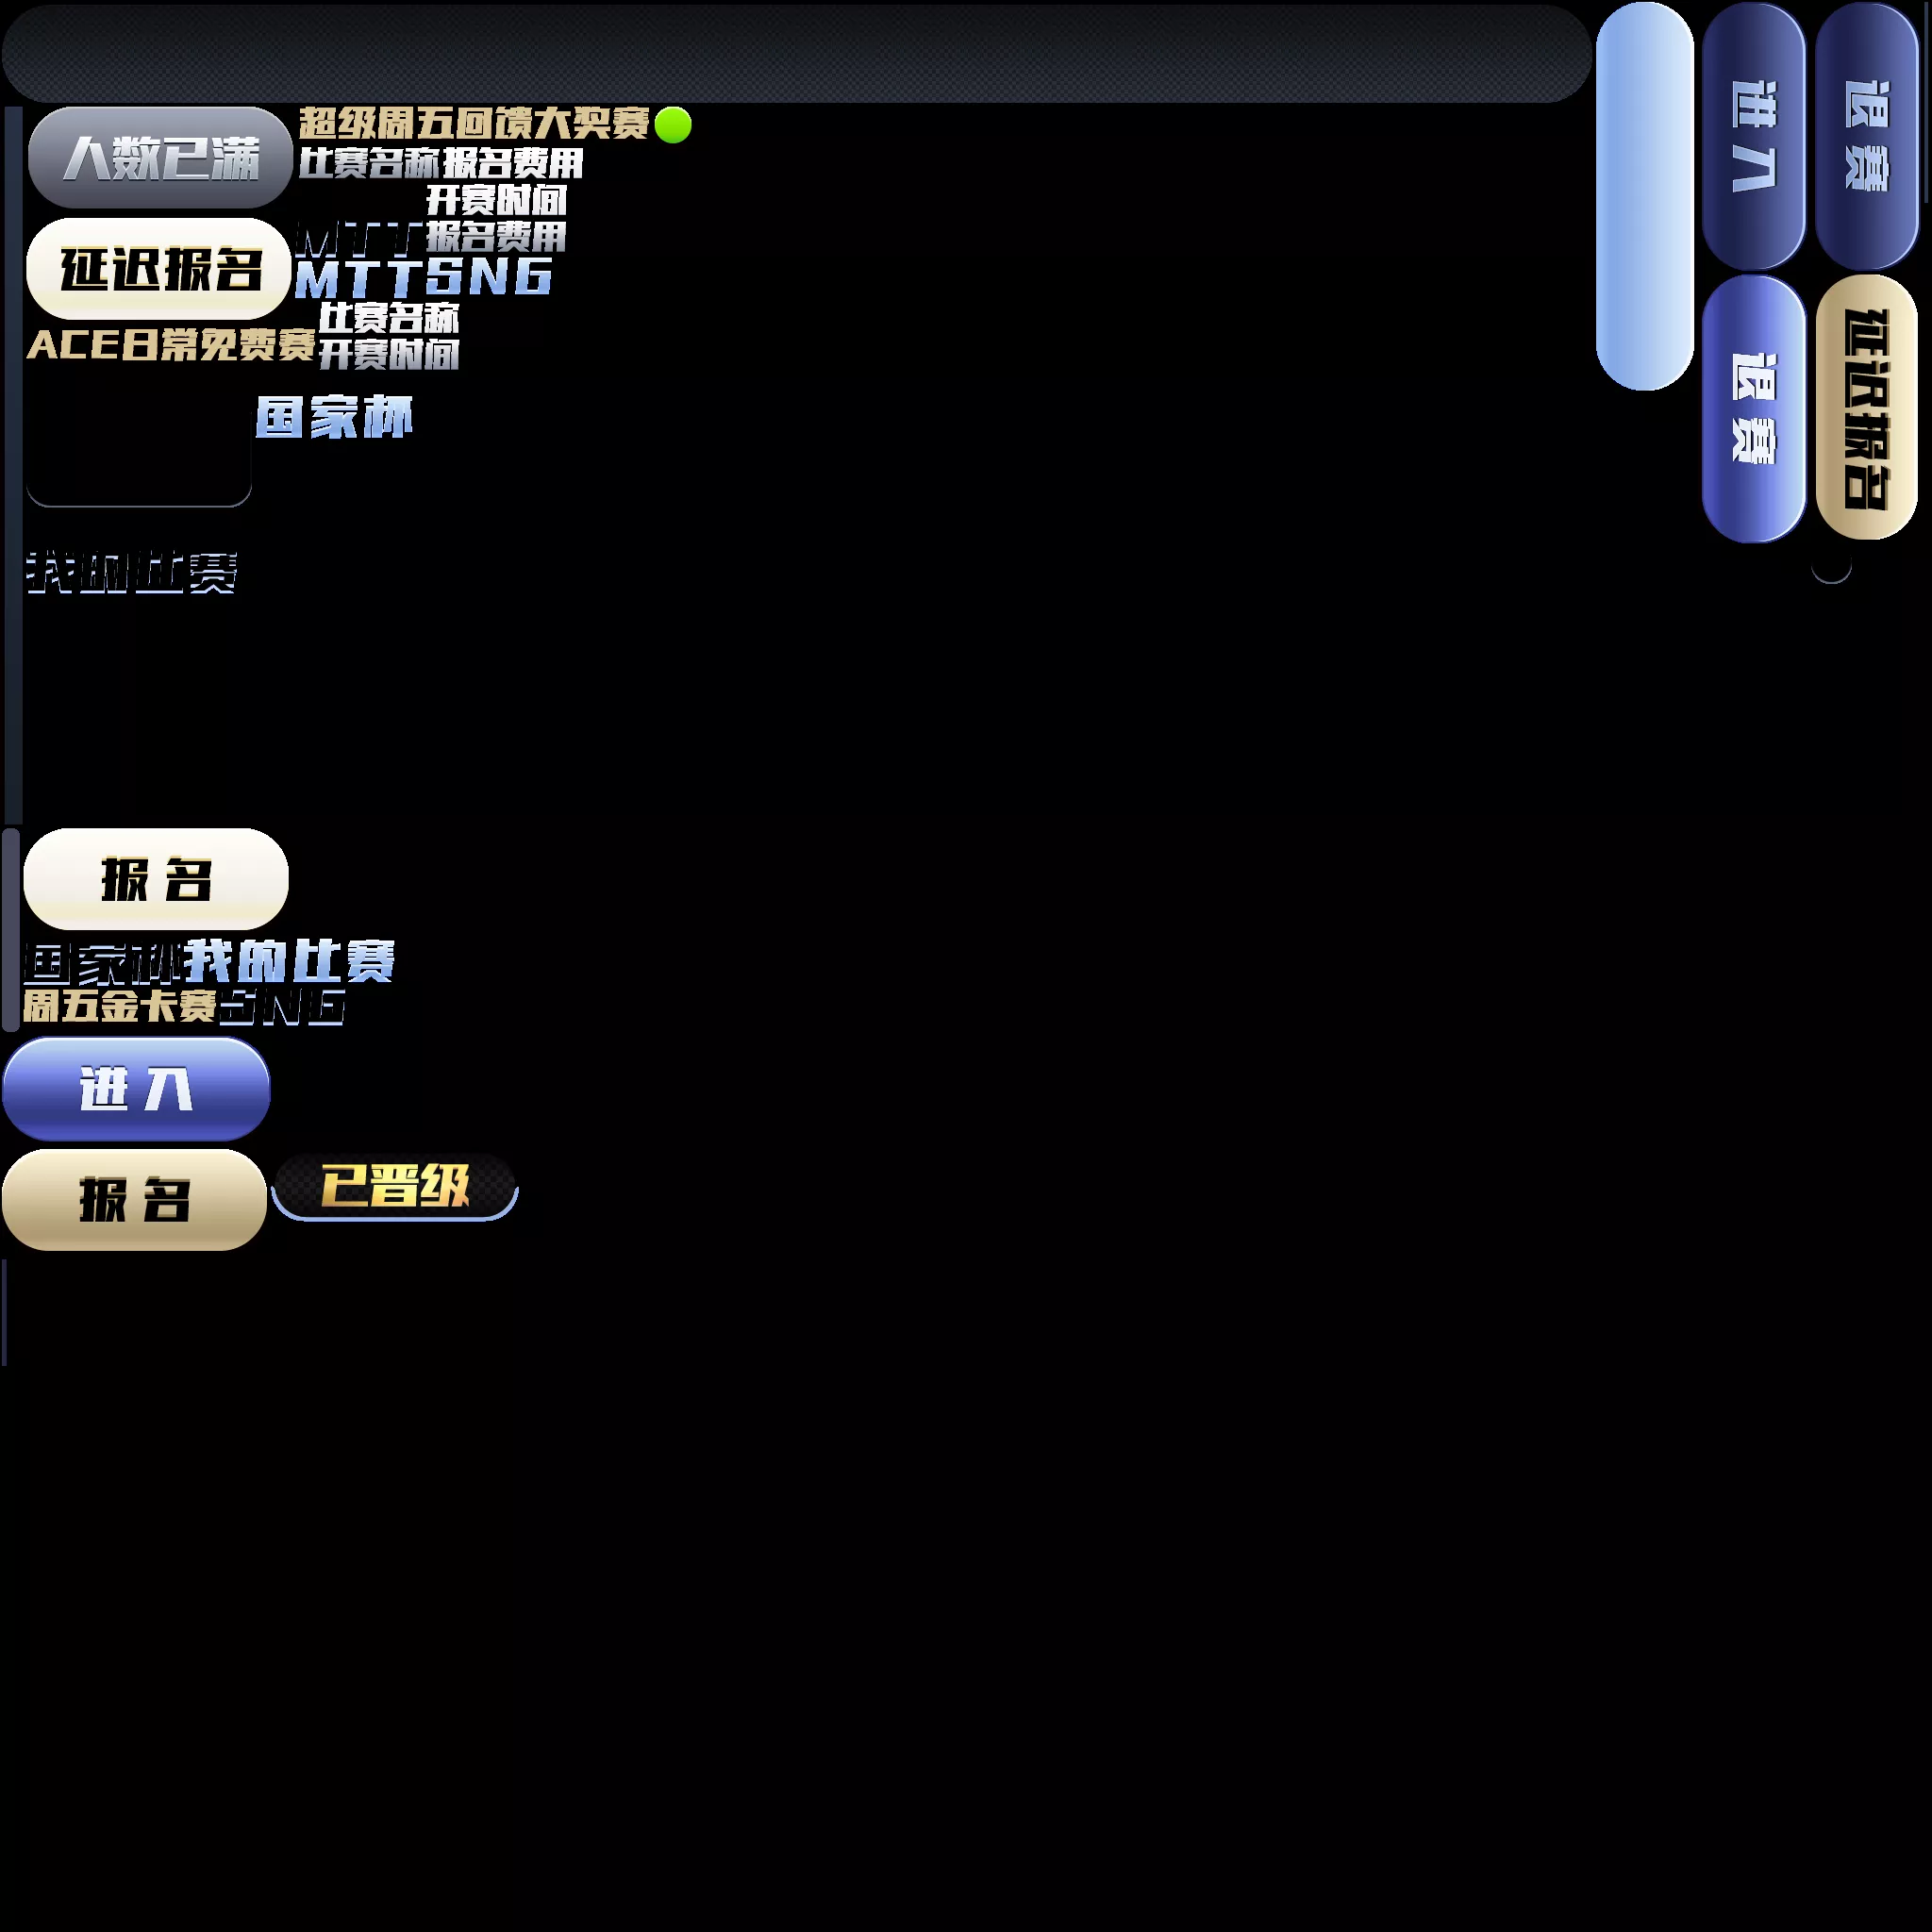 人数已满
超级周五回馈大奖赛
比赛名称
报名费用
开赛时间
MTT
报名费用
延迟报名
MTT
SNG
比赛名称
ACE日常免费赛
开赛时间
国家杯
我的比赛
报名
国家杯
我的比赛
周五金卡赛
SNG
进入
报名
已晋级
进入
退赛
退赛
延迟报名